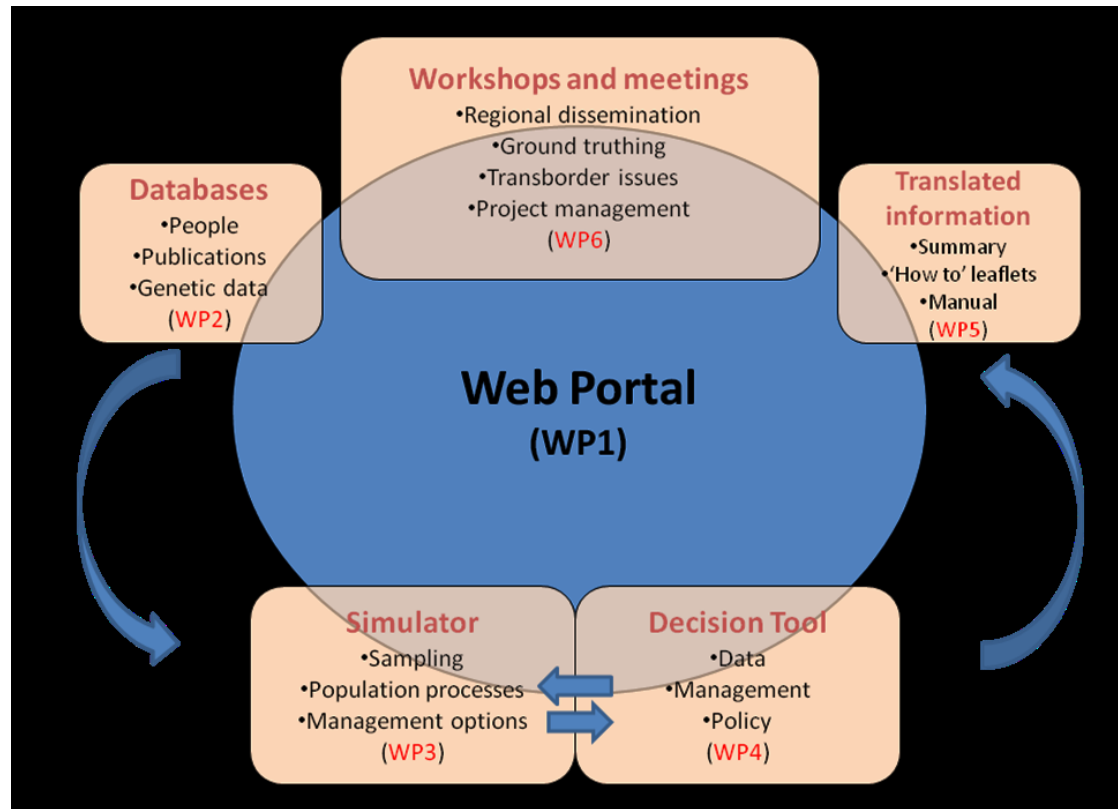 Workshops and meetings
•Regional dissemination
•Ground truthing
•Transborder issues
•Project management
(WP6)
Databases
•People
•Publications
•Genetic data
(WP2)
Translated
information
•Summary
•‘How to’ leaflets
•Manual
(WP5)
Web Portal
(WP1)
Simulator
•Sampling
•Population processes
•Management options
(WP3)
Decision Tool
•Data
•Management
•Policy
(WP4)